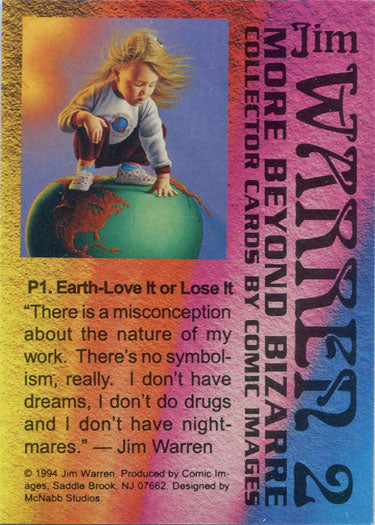 Jim
WARREN 2
MORE BEYOND BIZARRE
COLLECTOR CARDS BY COMIC IMAGES
P1. Earth-Love It or Lose It
“There is a misconception
about the nature of my
work. There's no symbol-
ism, really. I don't have
dreams, I don't do drugs
and I don't have night-
mares.” — Jim Warren
© 1994 Jim Warren. Produced by Comic Im-
ages, Saddle Brook, NJ 07662. Designed by
McNabb Studios.